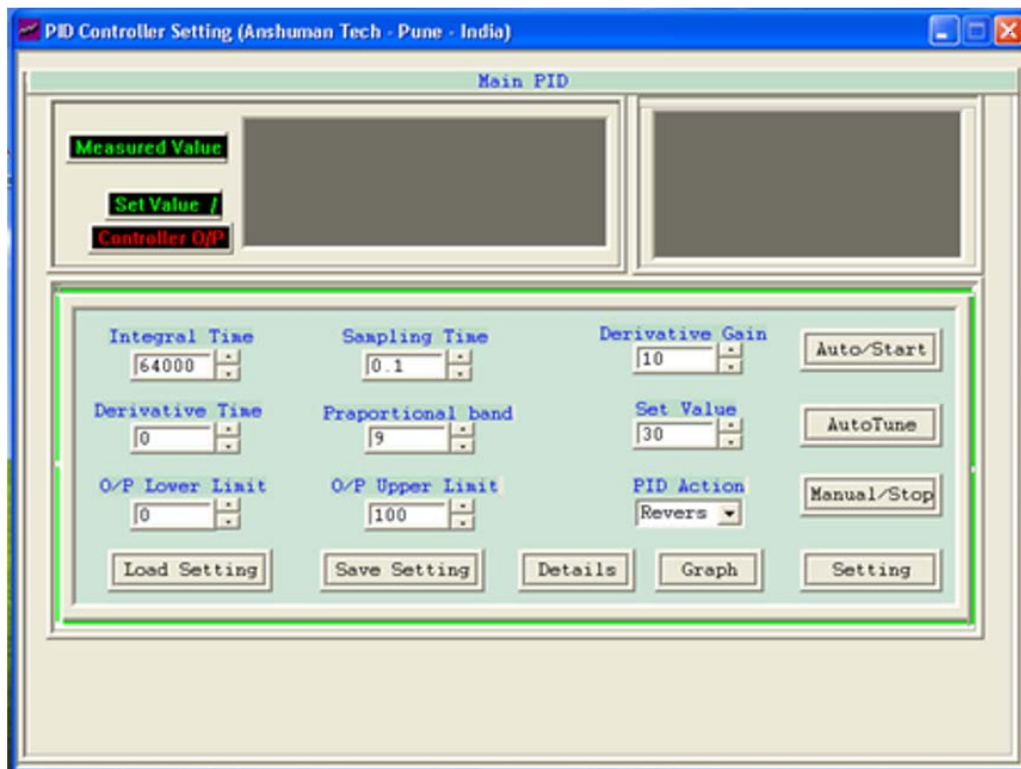 PID Controller Setting (Anshuman Tech - Pune - India)
Main PID
Measured Value
Set Value /
Controller O/P
Integral Time
64000
Sampling Time
0.1
Derivative Gain
10
Auto/Start
Derivative Time
0
Praportional band
9
Set Value
30
AutoTune
O/P Lower Limit
0
O/P Upper Limit
100
PID Action
Revers
Manual/Stop
Load Setting
Save Setting
Details
Graph
Setting